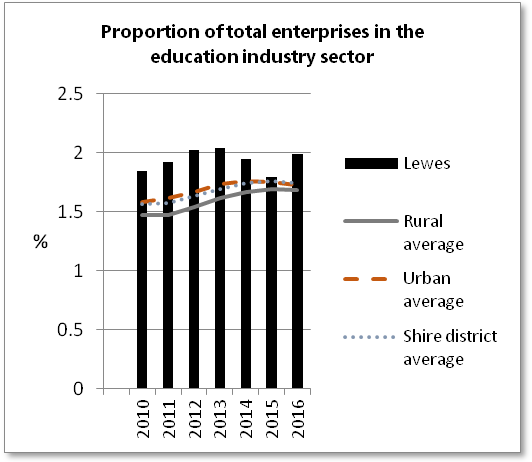 Proportion of total enterprises in the
education industry sector
2.5
2
1.5
1
0.5
0
%
2010
2011
2012
2013
2014
2015
2016
Lewes
Rural
average
Urban
average
Shire district
average